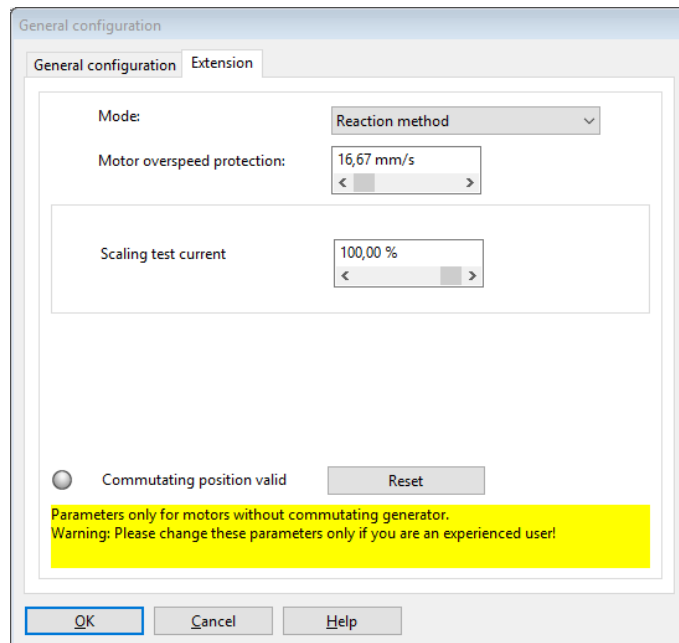 General configuration
General configuration Extension
Mode: Reaction method
Motor overspeed protection: 16,67 mm/s
Scaling test current 100,00 %
Commutating position valid Reset
Parameters only for motors without commutating generator.
Warning: Please change these parameters only if you are an experienced user!
OK Cancel Help